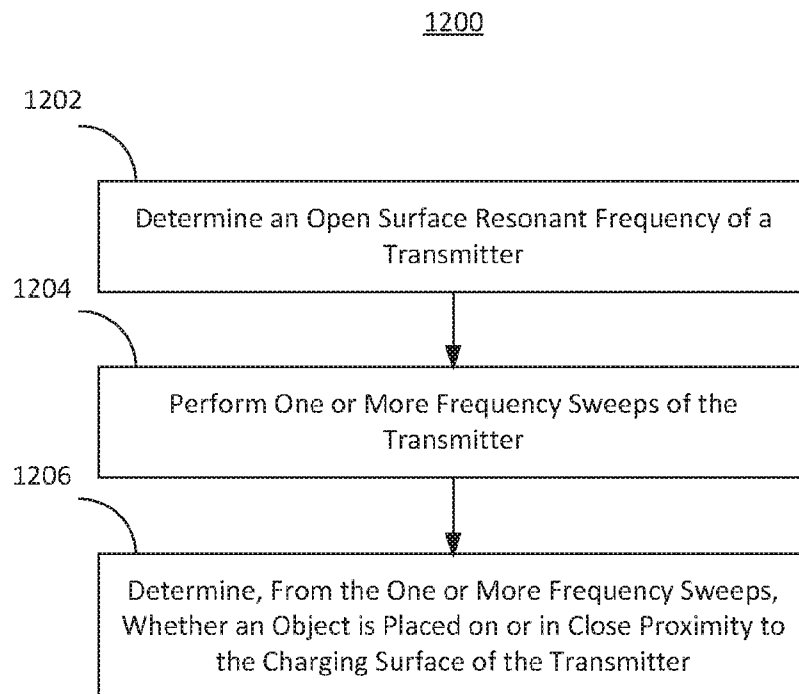 1200
1202
Determine an Open Surface Resonant Frequency of a
Transmitter
1204
Perform One or More Frequency Sweeps of the
Transmitter
1206
Determine, From the One or More Frequency Sweeps,
Whether an Object is Placed on or in Close Proximity to
the Charging Surface of the Transmitter